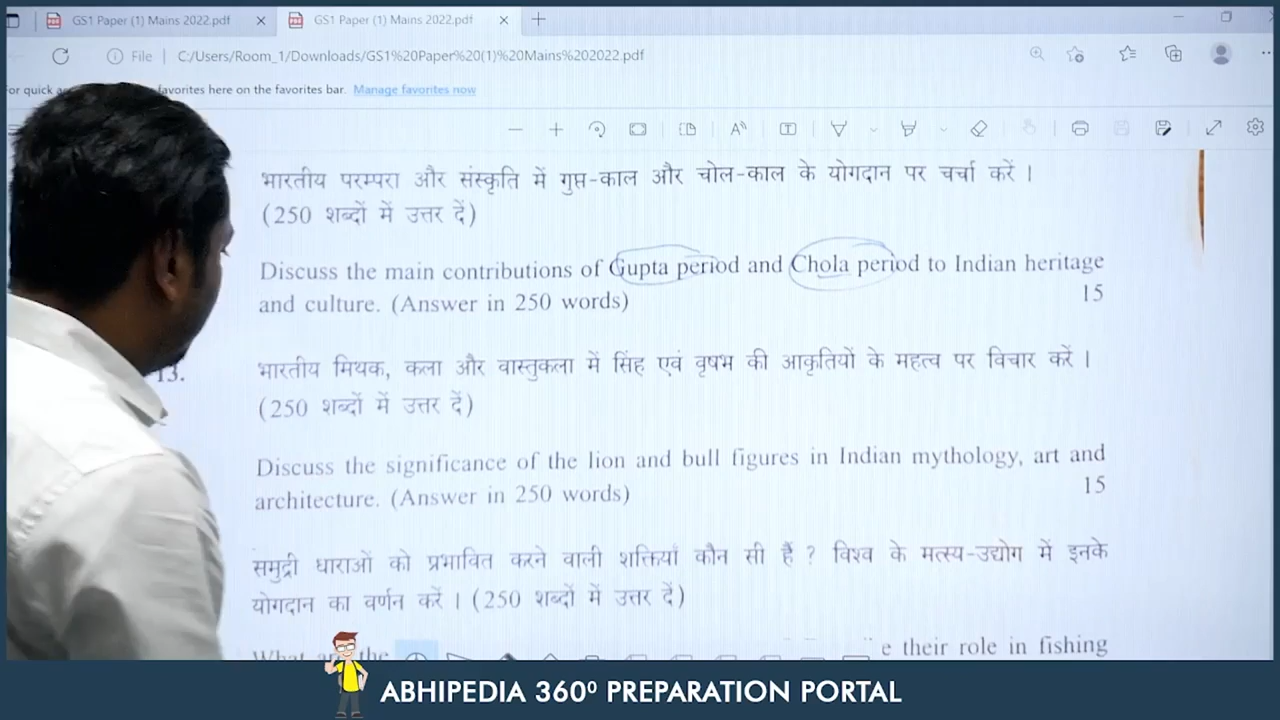 GS1 Paper (1) Mains 2022.pdf
GS1 Paper (1) Mains 2022.pdf
File
C:/Users/Room_1/Downloads/GS1%20Paper%20(1)%20Mains%202022.pdf
or quick favorites here on the favorites bar. Manage favorites now
भारतीय परम्परा और संस्कृति में गुप्त-काल और चोल-काल के योगदान पर चर्चा करें ।
(250 शब्दों में उत्तर दें)
Discuss the main contributions of Gupta period and Chola period to Indian heritage
and culture. (Answer in 250 words) 15
13. भारतीय मिथक, कला और वास्तुकला में सिंह एवं वृषभ की आकृतियों के महत्व पर विचार करें ।
(250 शब्दों में उत्तर दें)
Discuss the significance of the lion and bull figures in Indian mythology, art and
architecture. (Answer in 250 words) 15
समुद्री धाराओं को प्रभावित करने वाली शक्तियाँ कौन सी हैं ? विश्व के मत्स्य-उद्योग में इनके
योगदान का वर्णन करें । (250 शब्दों में उत्तर दें)
What are the e their role in fishing
ABHIPEDIA 360⁰ PREPARATION PORTAL